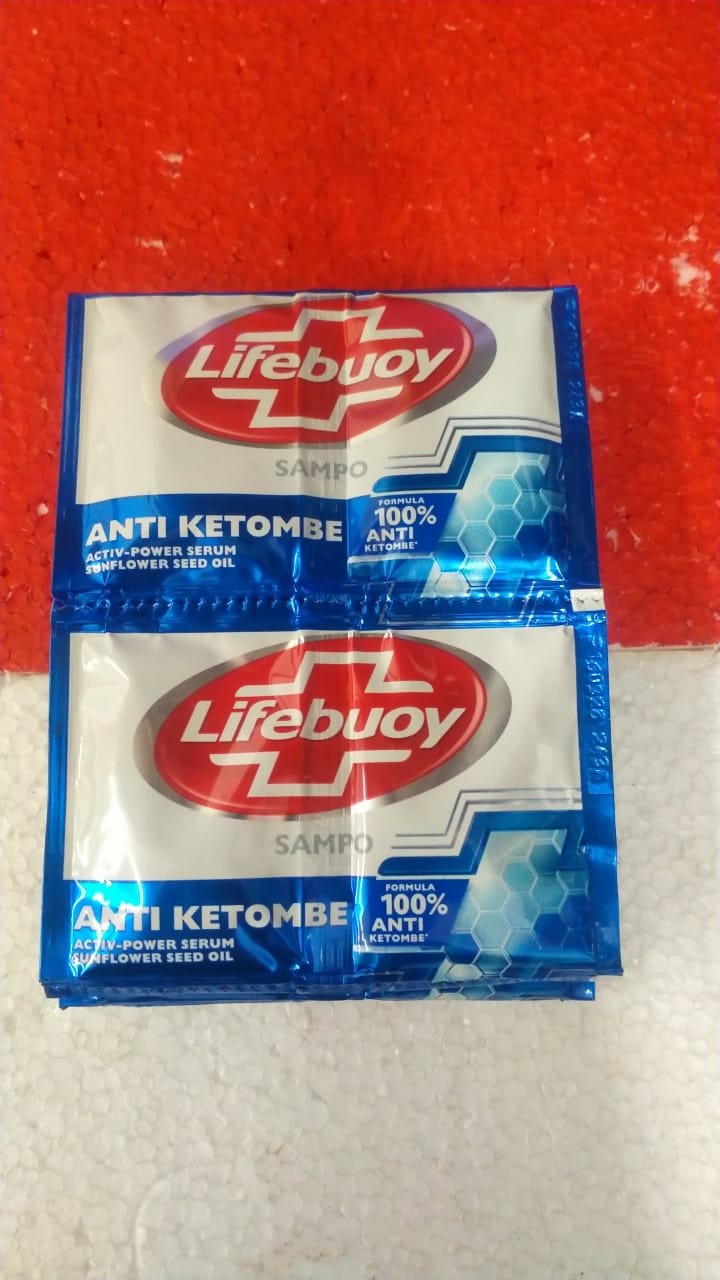 Lifebuoy
SAMPO
ANTI KETOMBE
ACTIV-POWER SERUM
SUNFLOWER SEED OIL
FORMULA
100%
ANTI
KETOMBE*
Lifebuoy
SAMPO
ANTI KETOMBE
ACTIV-POWER SERUM
SUNFLOWER SEED OIL
FORMULA
100%
ANTI
KETOMBE*